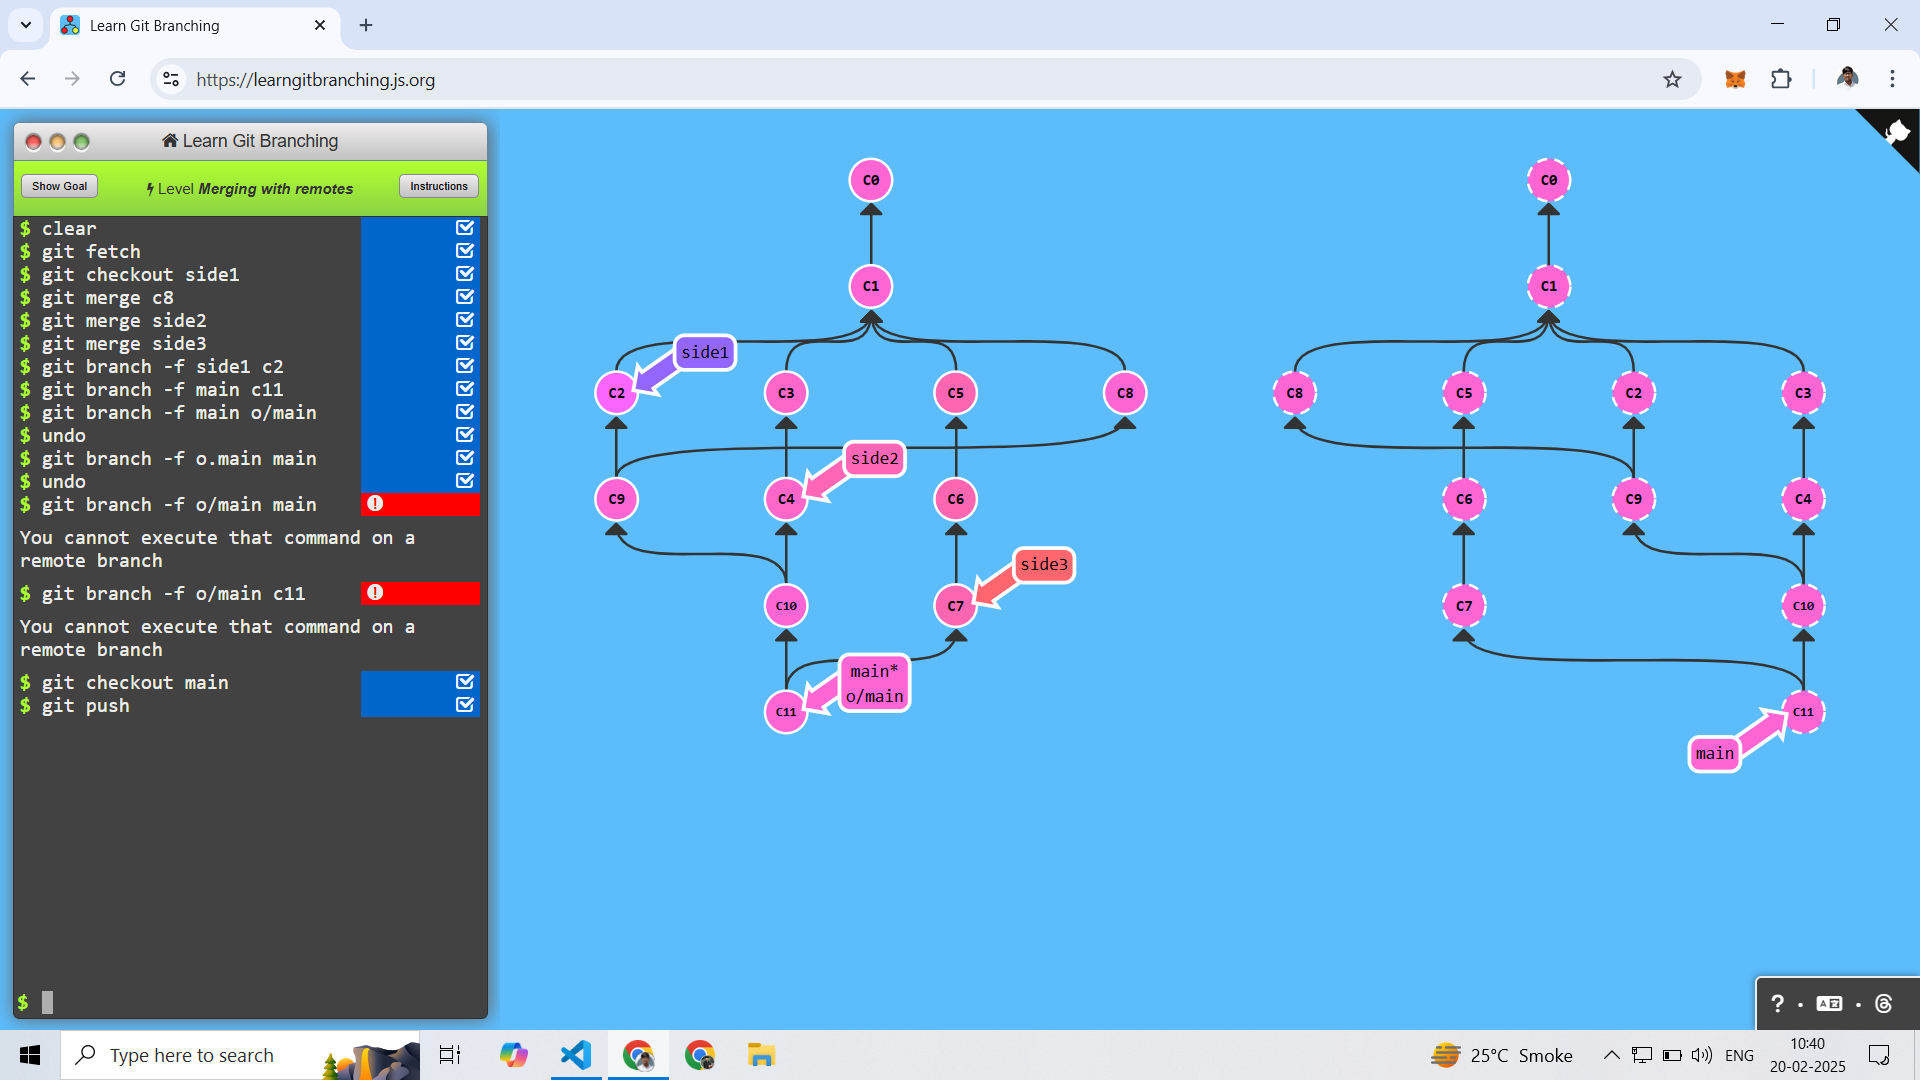 Learn Git Branching
https://learngitbranching.js.org
Learn Git Branching
Show Goal
Level Merging with remotes
Instructions
$ clear
$ git fetch
$ git checkout side1
$ git merge c8
$ git merge side2
$ git merge side3
$ git branch -f side1 c2
$ git branch -f main c11
$ git branch -f main o/main
$ undo
$ git branch -f o.main main
$ undo
$ git branch -f o/main main
You cannot execute that command on a
remote branch
$ git branch -f o/main c11
You cannot execute that command on a
remote branch
$ git checkout main
$ git push
$
C0
C1
side1
C2
C3
C5
C8
side2
C9
C4
C6
side3
C10
C7
main*
o/main
C11
C0
C1
C8
C5
C2
C3
C6
C9
C4
C7
C10
C11
main
?
Type here to search
25°C Smoke
ENG
10:40
20-02-2025